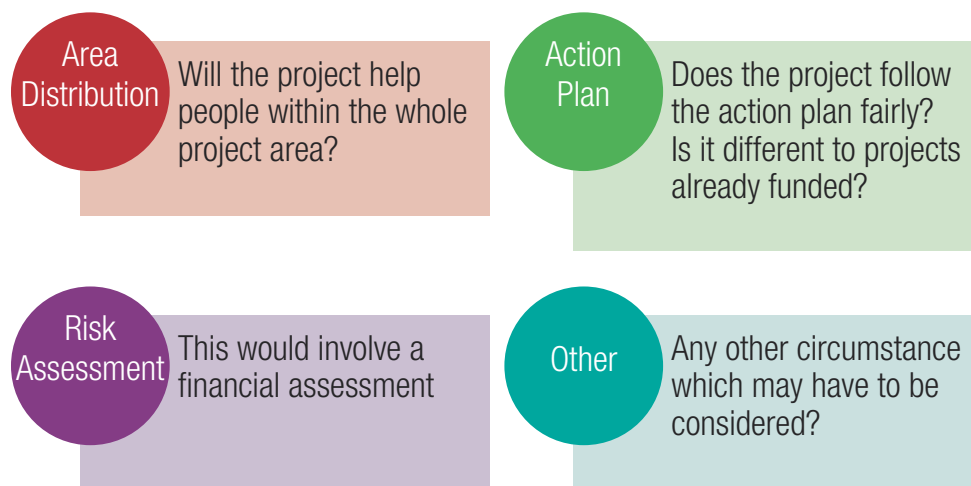 Area
Distribution
Will the project help
people within the whole
project area?
Action
Plan
Does the project follow
the action plan fairly?
Is it different to projects
already funded?
Risk
Assessment
This would involve a
financial assessment
Other
Any other circumstance
which may have to be
considered?